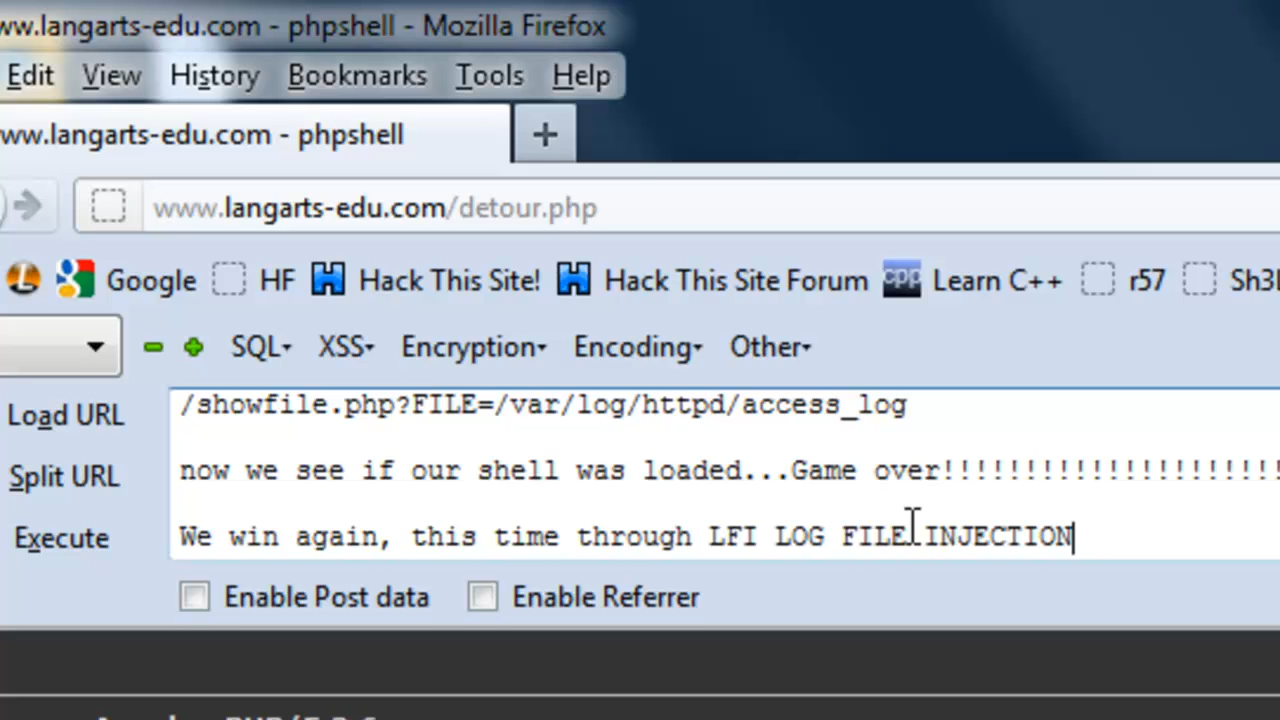 ww.langarts-edu.com - phpshell - Mozilla Firefox
Edit View History Bookmarks Tools Help
ww.langarts-edu.com - phpshell +
www.langarts-edu.com/detour.php
Google HF Hack This Site! Hack This Site Forum cpp Learn C++ r57 Sh3
SQL XSS Encryption Encoding Other
Load URL
/showfile.php?FILE=/var/log/httpd/access_log
Split URL
now we see if our shell was loaded...Game over!!!!!!!!!!!!!!!!!!!!!
Execute
We win again, this time through LFI LOG FILE INJECTION
Enable Post data Enable Referrer